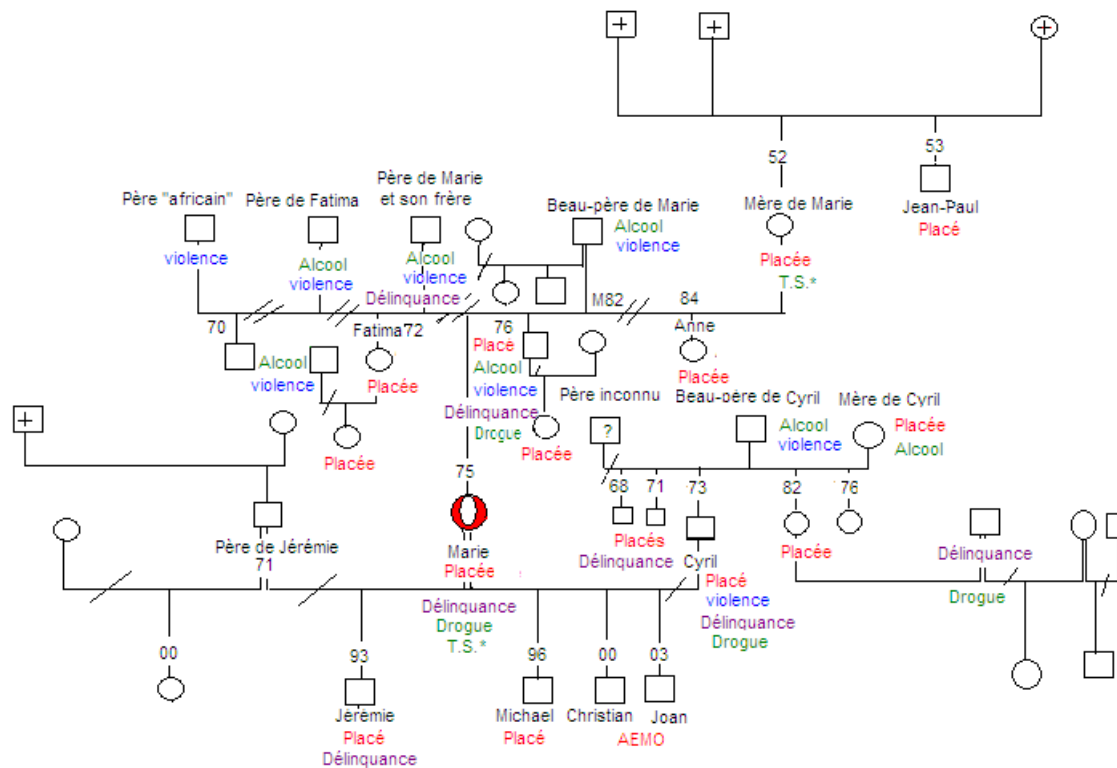 +
+
+
52
53
Père "africain"
Père de Fatima
Père de Marie
et son frère
Beau-père de Marie
Mère de Marie
Jean-Paul
Placé
violence
Alcool
violence
Alcool
violence
Délinquance
Alcool
violence
Placée
T.S.*
70
Fatima72
76
M82
84
Anne
Placée
Alcool
violence
Placée
Placé
Alcool
violence
Délinquance
Drogue
Placée
Placée
Père inconnu
Beau-père de Cyril
Mère de Cyril
?
Alcool
violence
Placée
Alcool
+
75
68
71
73
82
76
Père de Jérémie
71
Marie
Placée
Délinquance
Drogue
T.S.*
Placés
Délinquance
Cyril
Placé
violence
Délinquance
Drogue
Placée
Délinquance
Drogue
00
93
96
00
03
Jérémie
Placé
Délinquance
Michael
Placé
Christian
Joan
AEMO